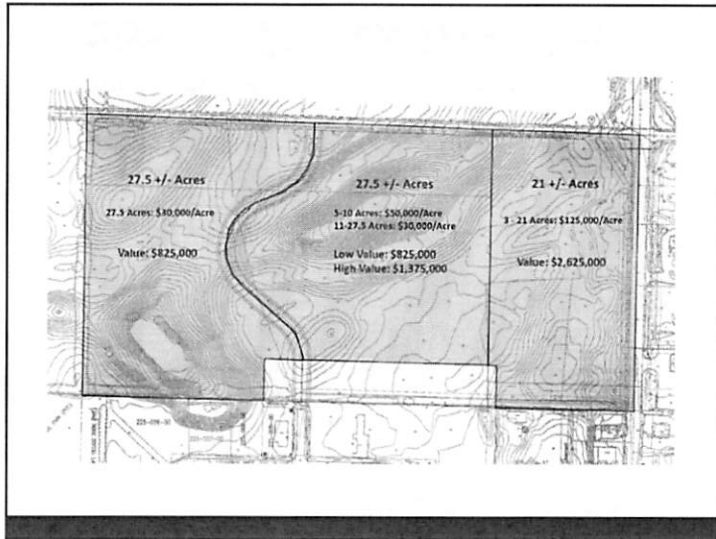 27.5 +/- Acres
27.5 Acres: $30,000/Acre
Value: $825,000
27.5 +/- Acres
5-10 Acres: $50,000/Acre
11-27.5 Acres: $30,000/Acre
Low Value: $825,000
High Value: $1,375,000
21 +/- Acres
3 - 21 Acres: $125,000/Acre
Value: $2,625,000